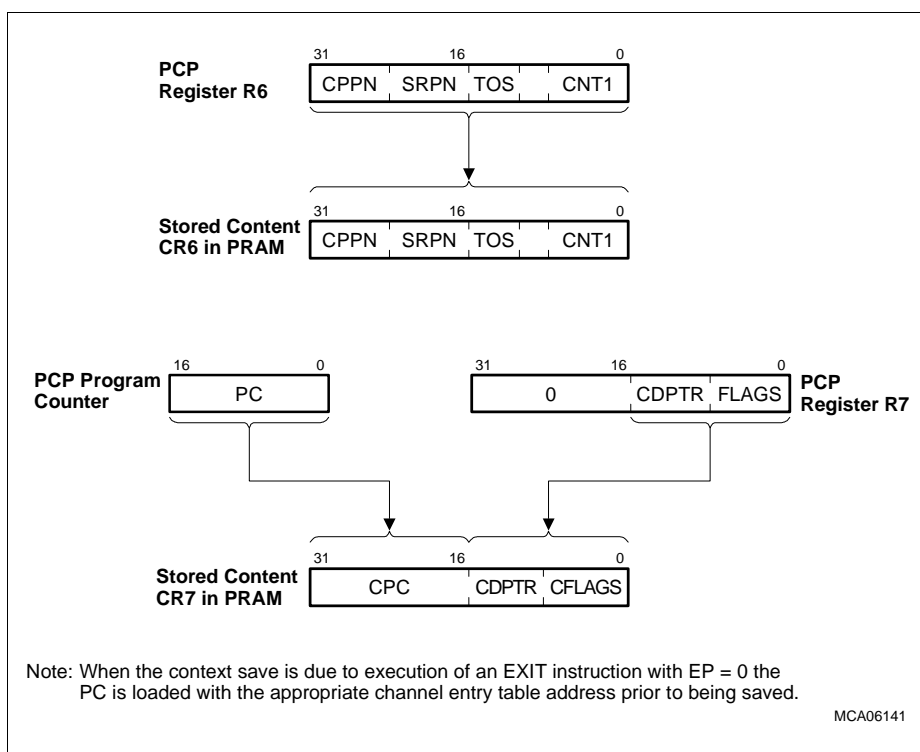 31 16 0
PCP
Register R6
CPPN SRPN TOS CNT1
31 16 0
Stored Content
CR6 in PRAM
CPPN SRPN TOS CNT1
16 0
PCP Program
Counter
PC
31 16 0
0 CDPTR FLAGS
PCP
Register R7
31 16 0
Stored Content
CR7 in PRAM
CPC CDPTR CFLAGS
Note: When the context save is due to execution of an EXIT instruction with EP = 0 the
PC is loaded with the appropriate channel entry table address prior to being saved.
MCA06141